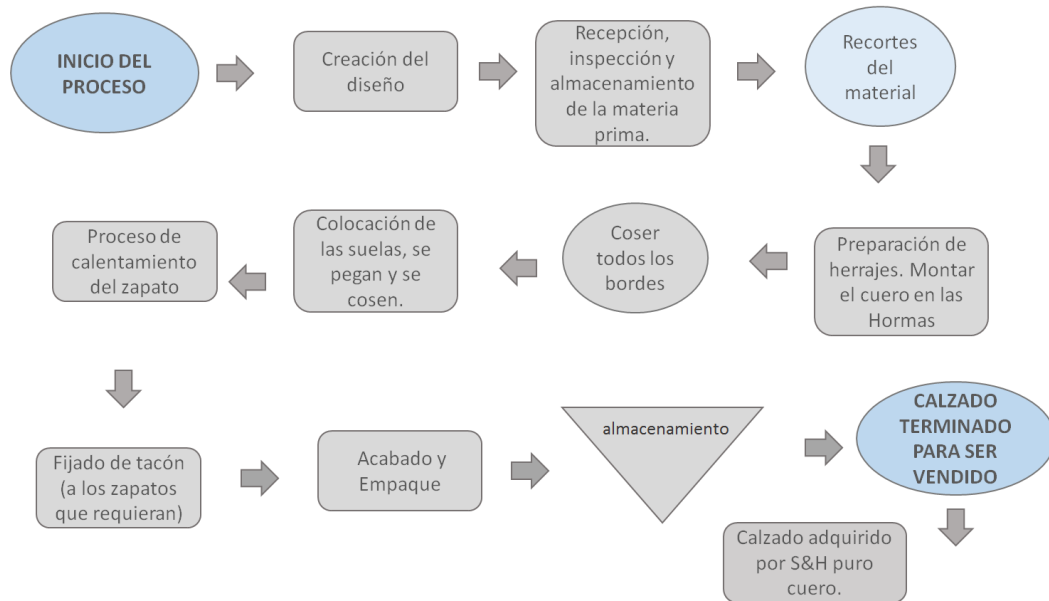 INICIO DEL
PROCESO
Creación del
diseño
Recepción,
inspección y
almacenamiento
de la materia
prima.
Recortes
del
material
Preparación de
herrajes. Montar
el cuero en las
Hormas
Coser
todos los
bordes
Colocación de
las suelas, se
pegan y se
cosen.
Proceso de
calentamiento
del zapato
Fijado de tacón
(a los zapatos
que requieran)
Acabado y
Empaque
almacenamiento
CALZADO
TERMINADO
PARA SER
VENDIDO
Calzado adquirido
por S&H puro
cuero.